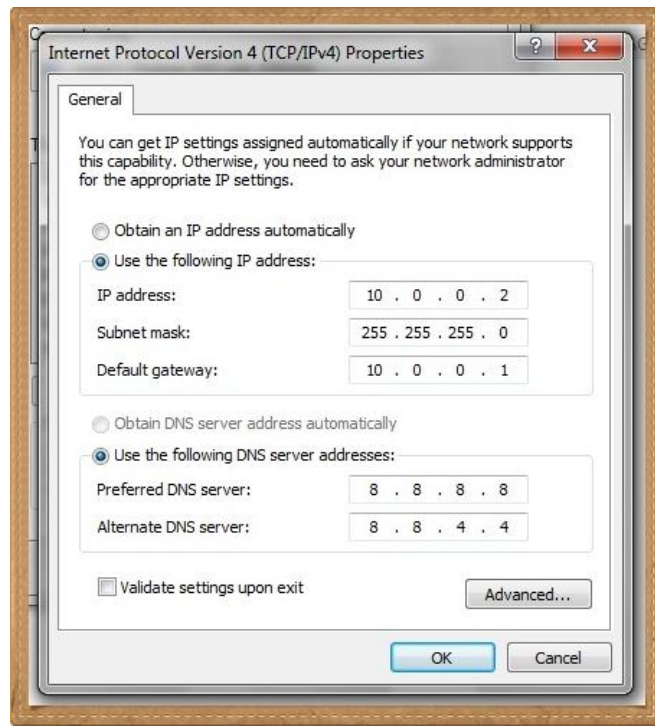 Internet Protocol Version 4 (TCP/IPv4) Properties
General
You can get IP settings assigned automatically if your network supports
this capability. Otherwise, you need to ask your network administrator
for the appropriate IP settings.
Obtain an IP address automatically
Use the following IP address:
IP address: 10 . 0 . 0 . 2
Subnet mask: 255 . 255 . 255 . 0
Default gateway: 10 . 0 . 0 . 1
Obtain DNS server address automatically
Use the following DNS server addresses:
Preferred DNS server: 8 . 8 . 8 . 8
Alternate DNS server: 8 . 8 . 4 . 4
Validate settings upon exit
Advanced...
OK Cancel